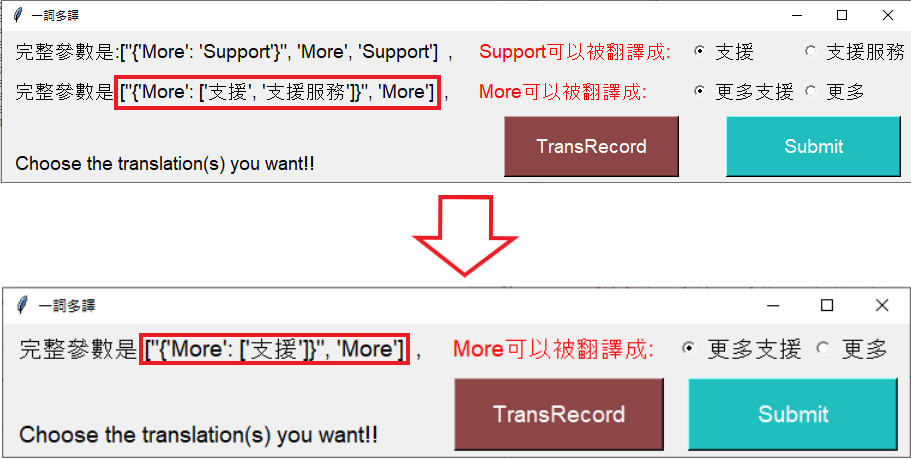 一詞多譯
完整參數是:["{'More': 'Support'}", 'More', 'Support'] , Support可以被翻譯成: 支援 支援服務
完整參數是:["{'More': ['支援', '支援服務']}", 'More'] , More可以被翻譯成: 更多支援 更多
TransRecord Submit
Choose the translation(s) you want!!
一詞多譯
完整參數是:["{'More': ['支援']}", 'More'] , More可以被翻譯成: 更多支援 更多
TransRecord Submit
Choose the translation(s) you want!!